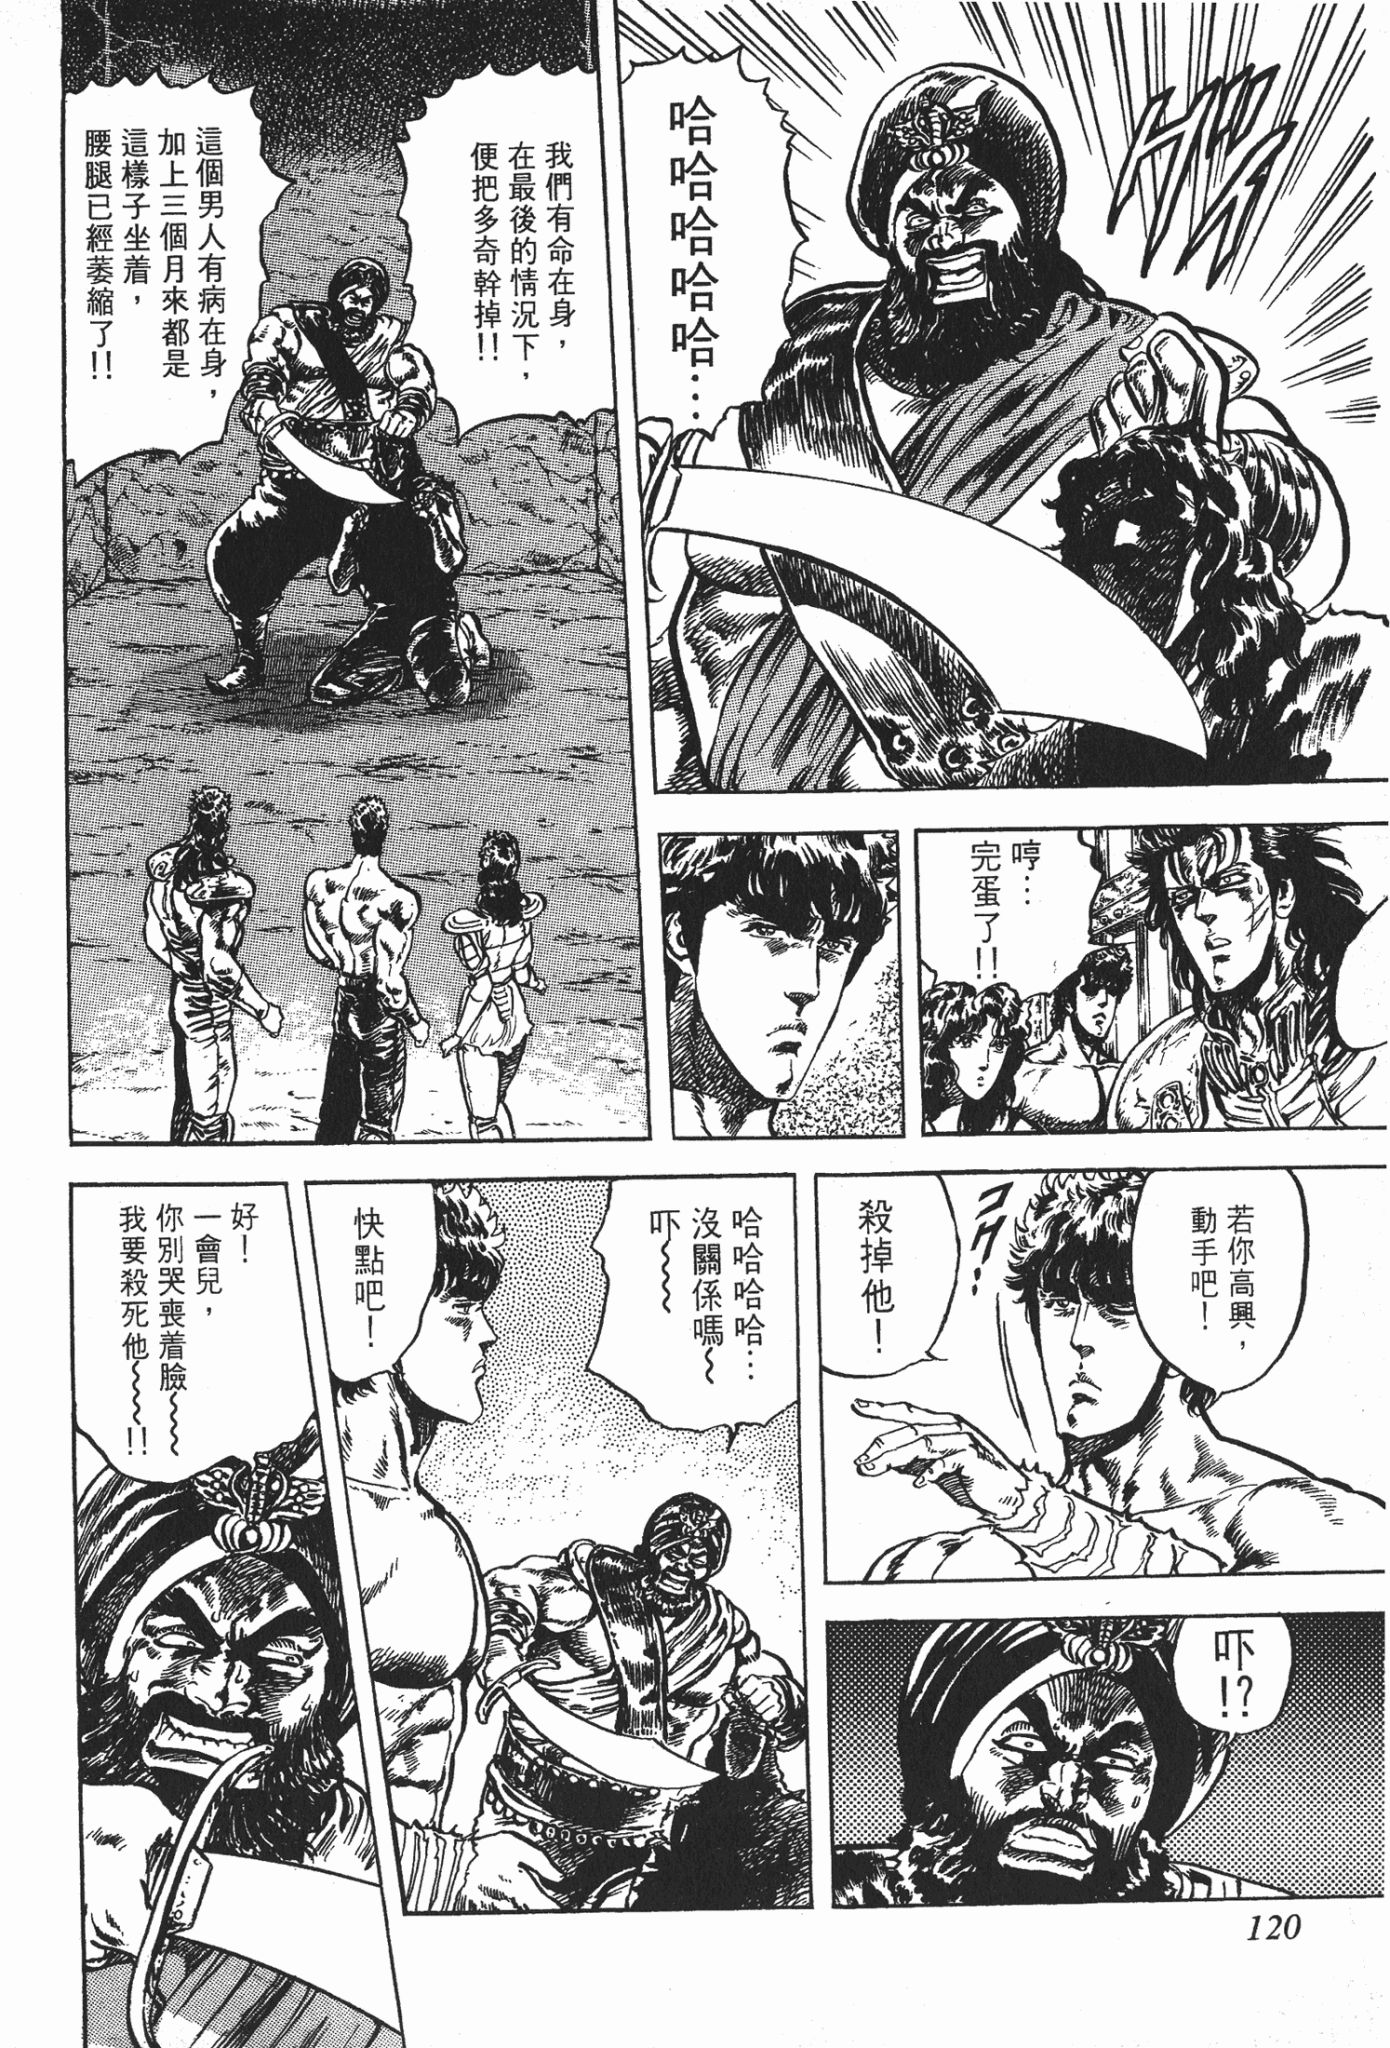 ザッザッ
哈哈哈哈哈…
我們有命在身，
在最後的情況下，
便把多奇幹掉!!
這個男人有病在身，
加上三個月來都是
這樣子坐着，
腰腿已經萎縮了!!
哼…
完蛋了!!
若你高興，
動手吧！
殺掉他！
吓!?
哈哈哈哈…
沒關係嗎～
吓～～～
快點吧！
好！
一會兒，
你別哭喪着臉～～～
我要殺死他～～～!!
120